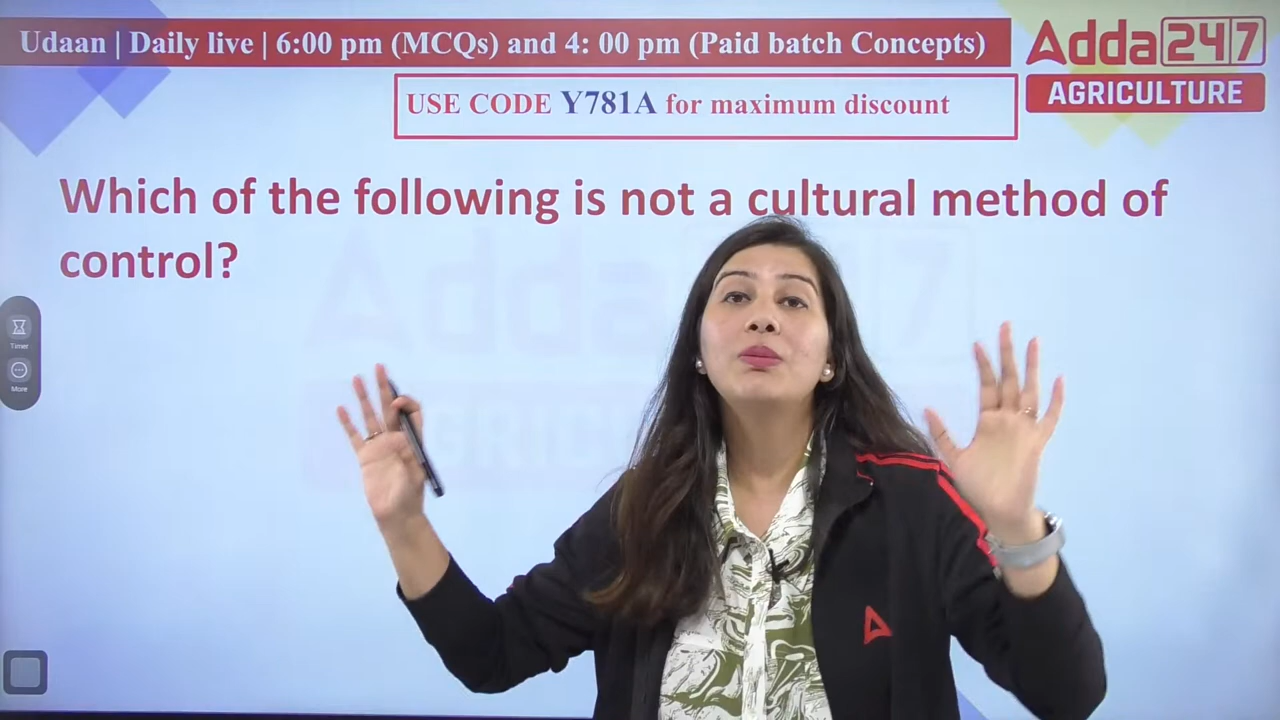 Udaan | Daily live | 6:00 pm (MCQs) and 4: 00 pm (Paid batch Concepts)
Adda247
AGRICULTURE
USE CODE Y781A for maximum discount
Which of the following is not a cultural method of
control?
Timer
More